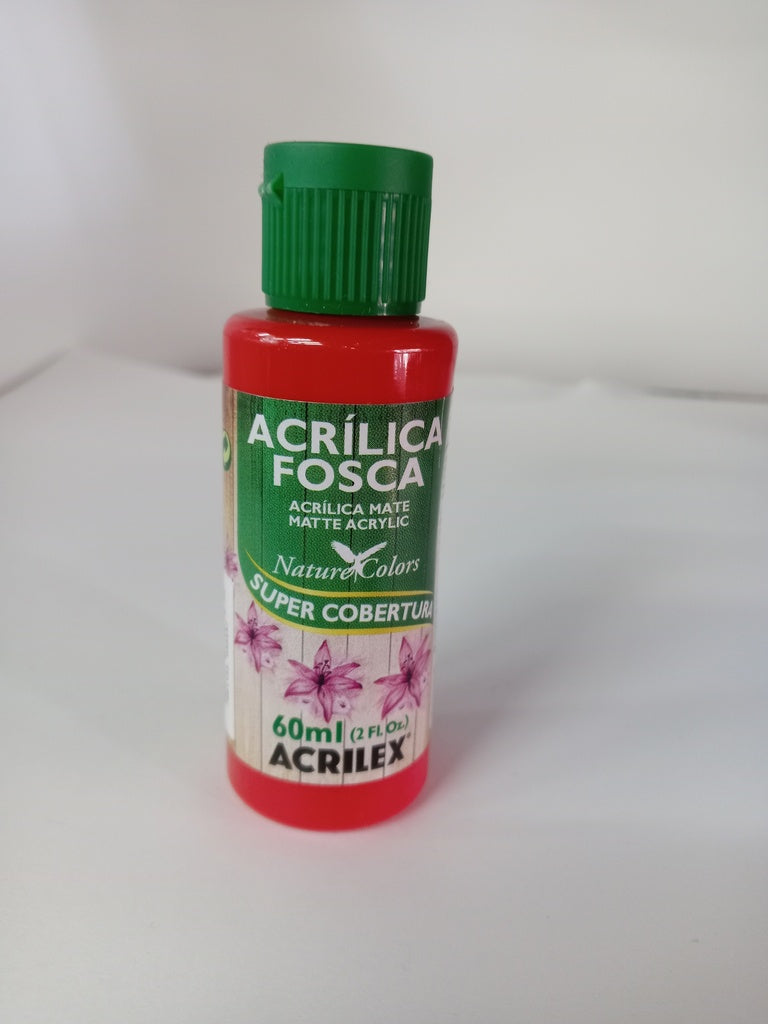 ACRÍLICA
FOSCA
ACRÍLICA MATE
MATTE ACRYLIC
Nature Colors
SUPER COBERTURA
60ml (2 Fl. Oz.)
ACRILEX®